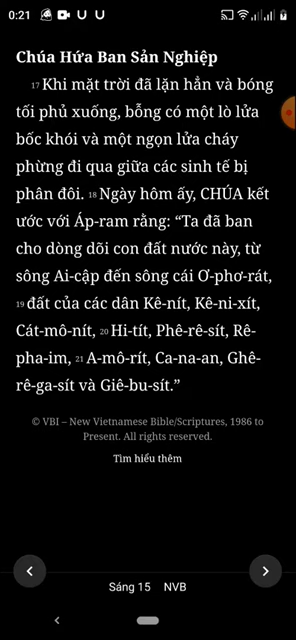 0:21
Chúa Hứa Ban Sản Nghiệp
17 Khi mặt trời đã lặn hẳn và bóng
tối phủ xuống, bỗng có một lò lửa
bốc khói và một ngọn lửa cháy
phừng đi qua giữa các sinh tế bị
phân đôi. 18 Ngày hôm ấy, CHÚA kết
ước với Áp-ram rằng: “Ta đã ban
cho dòng dõi con đất nước này, từ
sông Ai-cập đến sông cái Ơ-phơ-rát,
19 đất của các dân Kê-nít, Kê-ni-xít,
Cát-mô-nít, 20 Hi-tít, Phê-rê-sít, Rê-
pha-im, 21 A-mô-rít, Ca-na-an, Ghê-
rê-ga-sít và Giê-bu-sít.”
© VBI – New Vietnamese Bible/Scriptures, 1986 to
Present. All rights reserved.
Tìm hiểu thêm
Sáng 15 NVB